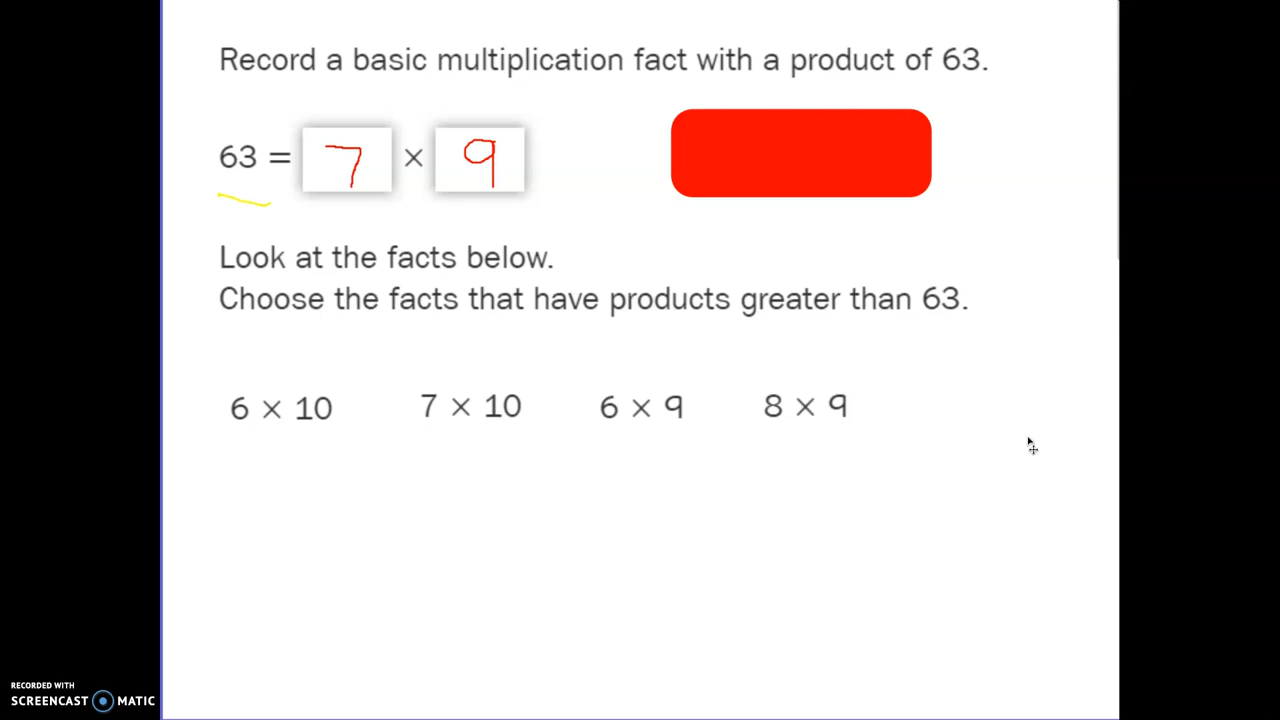 Record a basic multiplication fact with a product of 63.
63 = 7 × 9
Look at the facts below.
Choose the facts that have products greater than 63.
6 × 10 7 × 10 6 × 9 8 × 9
RECORDED WITH
SCREENCAST MATIC